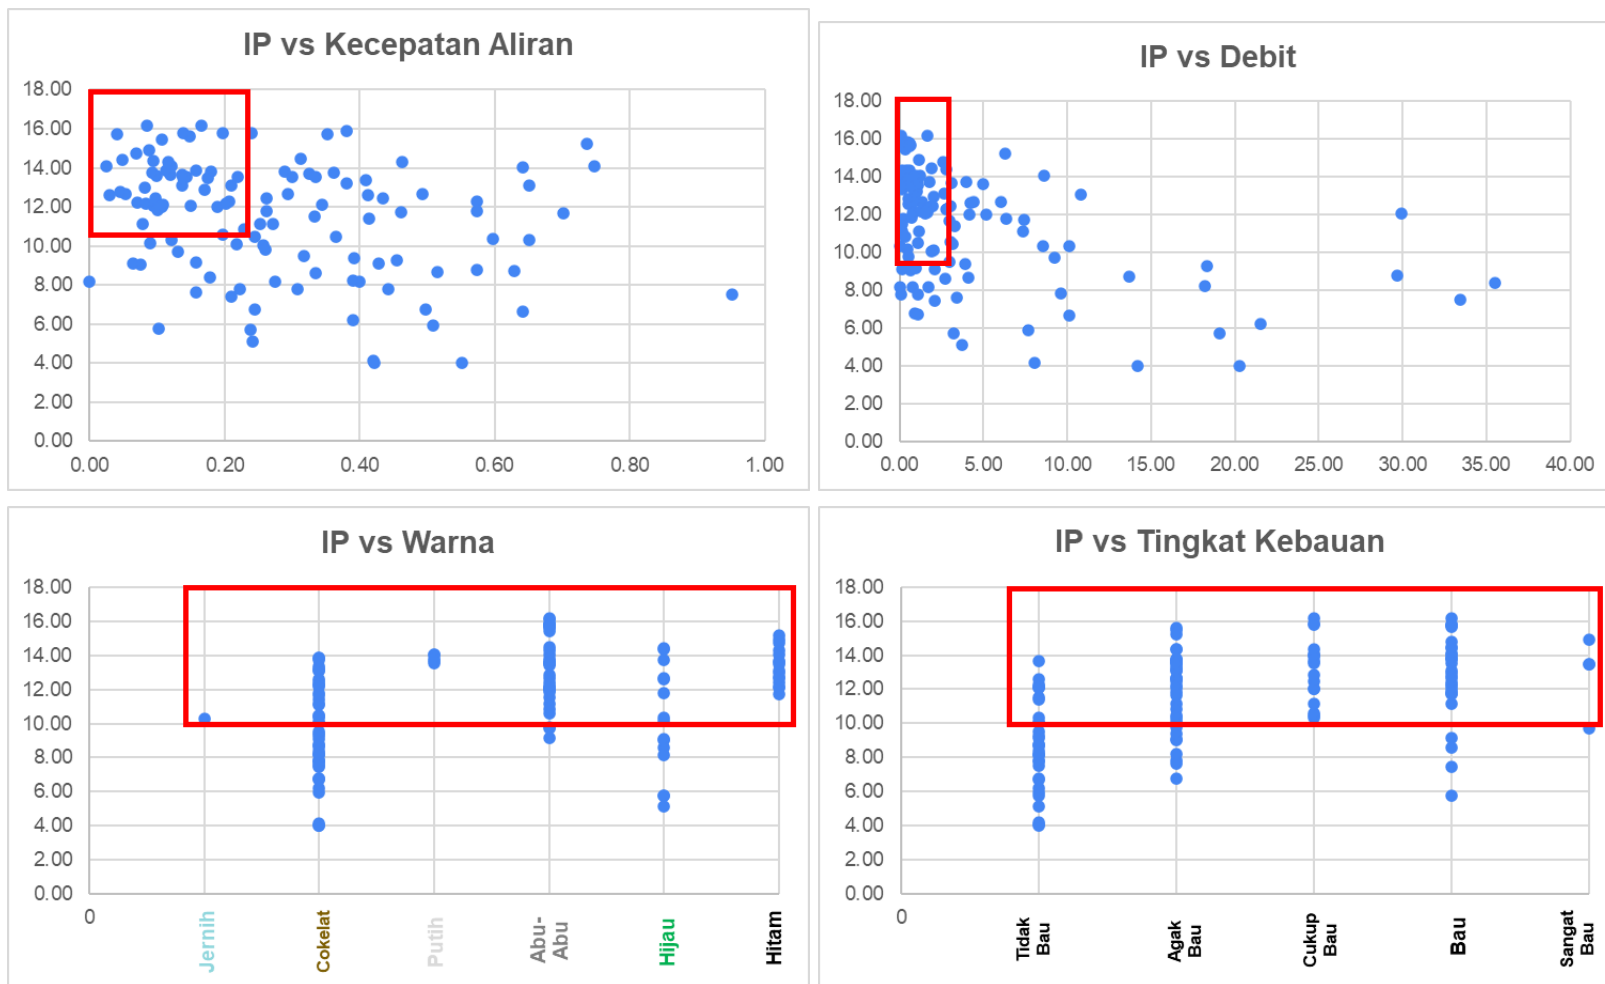 IP vs Kecepatan Aliran
18.00
16.00
14.00
12.00
10.00
8.00
6.00
4.00
2.00
0.00
0.00 0.20 0.40 0.60 0.80 1.00
IP vs Debit
18.00
16.00
14.00
12.00
10.00
8.00
6.00
4.00
2.00
0.00
0.00 5.00 10.00 15.00 20.00 25.00 30.00 35.00 40.00
IP vs Warna
18.00
16.00
14.00
12.00
10.00
8.00
6.00
4.00
2.00
0.00
0
Jernih
Cokelat
Putih
Abu-
Abu
Hijau
Hitam
IP vs Tingkat Kebauan
18.00
16.00
14.00
12.00
10.00
8.00
6.00
4.00
2.00
0.00
0
Tidak
Bau
Agak
Bau
Cukup
Bau
Bau
Sangat
Bau